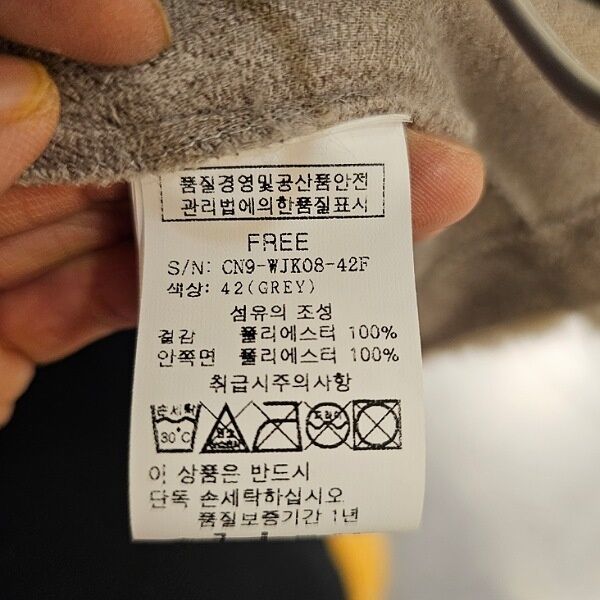 품질경영및공산품안전
관리법에의한품질표시
FREE
S/N: CN9-WJK08-42F
색상: 42(GREY)
섬유의 조성
겉감 폴리에스터 100%
안쪽면 폴리에스터 100%
취급시주의사항
손세탁
30°C
이 상품은 반드시
단독 손세탁하십시오
품질보증기간 1년